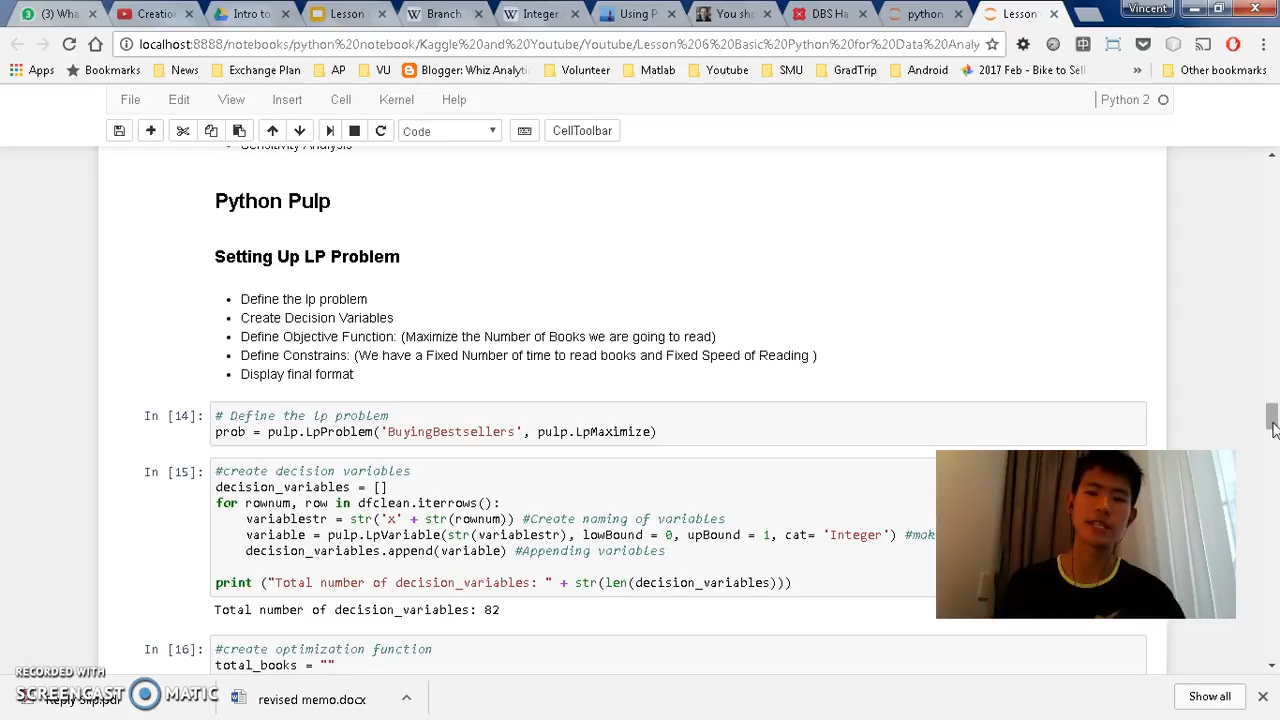 (3) Wha
Creation
Intro to
Lesson
Branch
Integer
Using P
You sho
DBS Ha
python
Lesson
Vincent
localhost:8888/notebooks/python%20notebook/Kaggle%20and%20Youtube/Youtube/Lesson%206%20Basic%20Python%20for%20Data%20Analy
Apps
Bookmarks
News
Exchange Plan
AP
VU
Blogger: Whiz Analytic
Volunteer
Matlab
Youtube
SMU
GradTrip
Android
2017 Feb - Bike to Sell
»
Other bookmarks
File Edit View Insert Cell Kernel Help
Python 2
Code
CellToolbar
Sensitivity Analysis
Python Pulp
Setting Up LP Problem
• Define the lp problem
• Create Decision Variables
• Define Objective Function: (Maximize the Number of Books we are going to read)
• Define Constrains: (We have a Fixed Number of time to read books and Fixed Speed of Reading )
• Display final format
In [14]:
# Define the lp problem
prob = pulp.LpProblem('BuyingBestsellers', pulp.LpMaximize)
In [15]:
#create decision variables
decision_variables = []
for rownum, row in dfclean.iterrows():
variablestr = str('x' + str(rownum)) #Create naming of variables
variable = pulp.LpVariable(str(variablestr), lowBound = 0, upBound = 1, cat= 'Integer') #mak
decision_variables.append(variable) #Appending variables
print ("Total number of decision_variables: " + str(len(decision_variables)))
Total number of decision_variables: 82
In [16]:
#create optimization function
total_books = ""
RECORDED WITH
SCREENCAST MATIC
Reply Slip.pdf
revised memo.docx
Show all